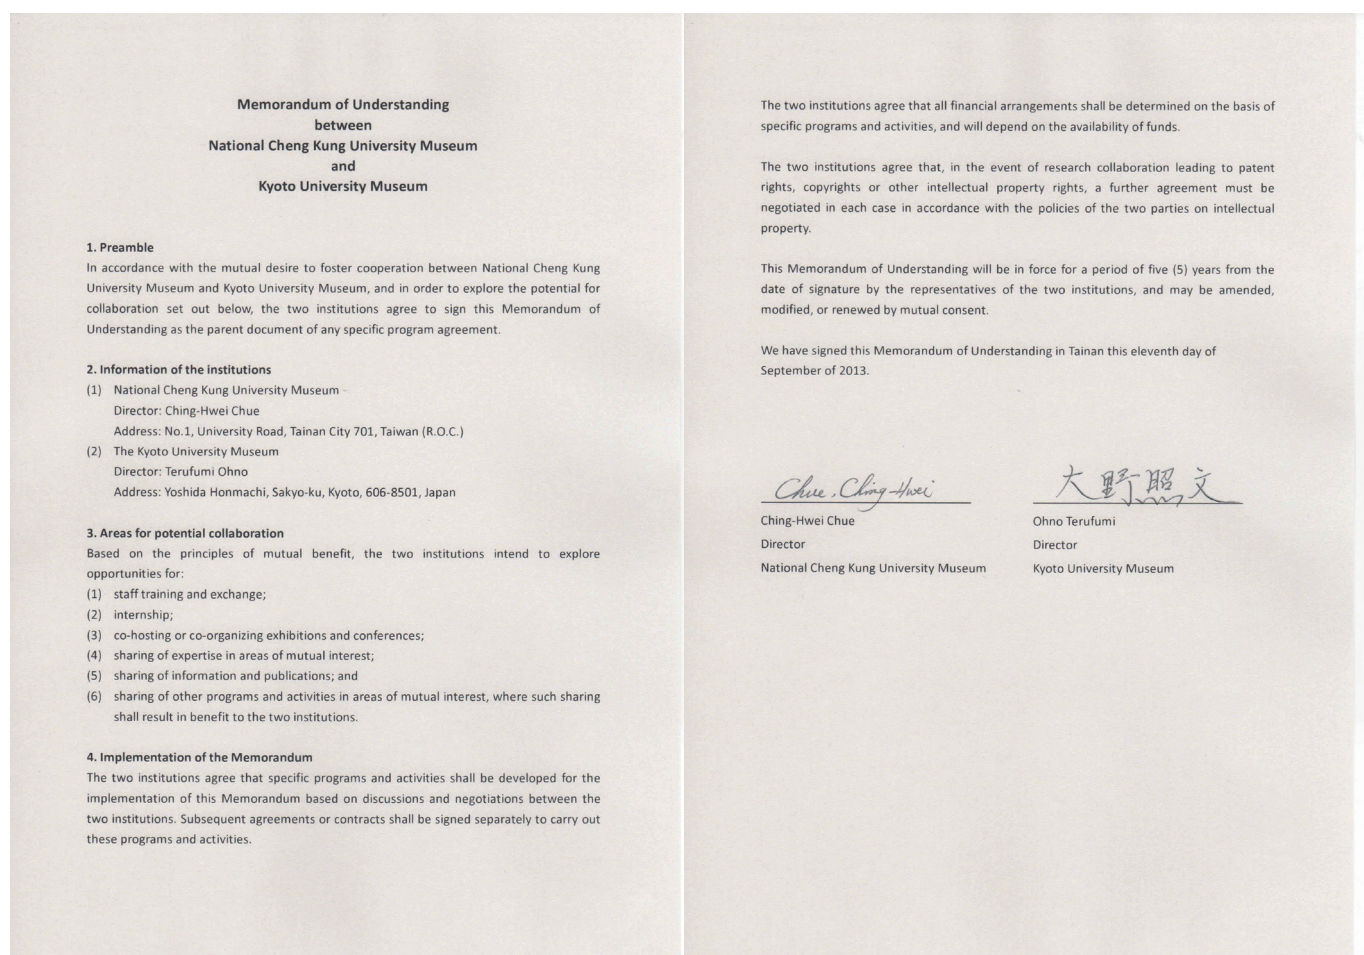 Memorandum of Understanding
between
National Cheng Kung University Museum
and
Kyoto University Museum
1. Preamble
In accordance with the mutual desire to foster cooperation between National Cheng Kung
University Museum and Kyoto University Museum, and in order to explore the potential for
collaboration set out below, the two institutions agree to sign this Memorandum of
Understanding as the parent document of any specific program agreement.
2. Information of the institutions
(1) National Cheng Kung University Museum
Director: Ching-Hwei Chue
Address: No.1, University Road, Tainan City 701, Taiwan (R.O.C.)
(2) The Kyoto University Museum
Director: Terufumi Ohno
Address: Yoshida Honmachi, Sakyo-ku, Kyoto, 606-8501, Japan
3. Areas for potential collaboration
Based on the principles of mutual benefit, the two institutions intend to explore
opportunities for:
(1) staff training and exchange;
(2) internship;
(3) co-hosting or co-organizing exhibitions and conferences;
(4) sharing of expertise in areas of mutual interest;
(5) sharing of information and publications; and
(6) sharing of other programs and activities in areas of mutual interest, where such sharing
shall result in benefit to the two institutions.
4. Implementation of the Memorandum
The two institutions agree that specific programs and activities shall be developed for the
implementation of this Memorandum based on discussions and negotiations between the
two institutions. Subsequent agreements or contracts shall be signed separately to carry out
these programs and activities.
The two institutions agree that all financial arrangements shall be determined on the basis of
specific programs and activities, and will depend on the availability of funds.
The two institutions agree that, in the event of research collaboration leading to patent
rights, copyrights or other intellectual property rights, a further agreement must be
negotiated in each case in accordance with the policies of the two parties on intellectual
property.
This Memorandum of Understanding will be in force for a period of five (5) years from the
date of signature by the representatives of the two institutions, and may be amended,
modified, or renewed by mutual consent.
We have signed this Memorandum of Understanding in Tainan this eleventh day of
September of 2013.
Chue, Ching-Hwei
Ching-Hwei Chue
Director
National Cheng Kung University Museum
大野照文
Ohno Terufumi
Director
Kyoto University Museum